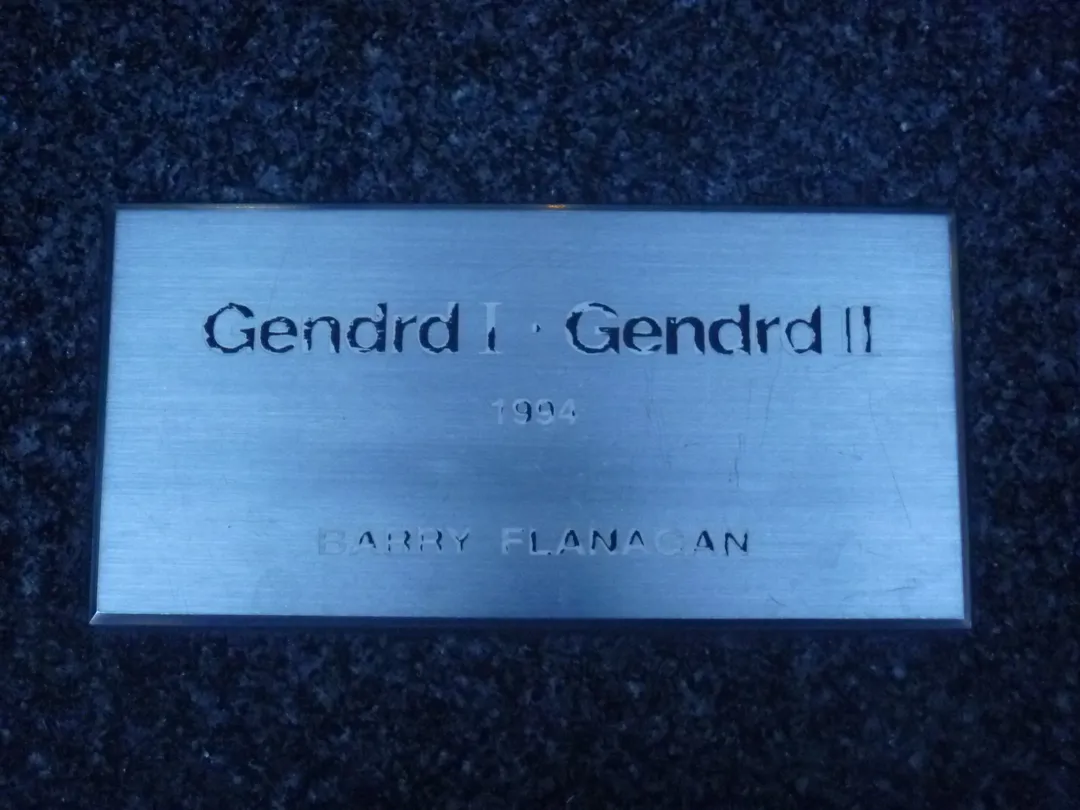 Gendrd I · Gendrd II
1994
BARRY FLANAGAN